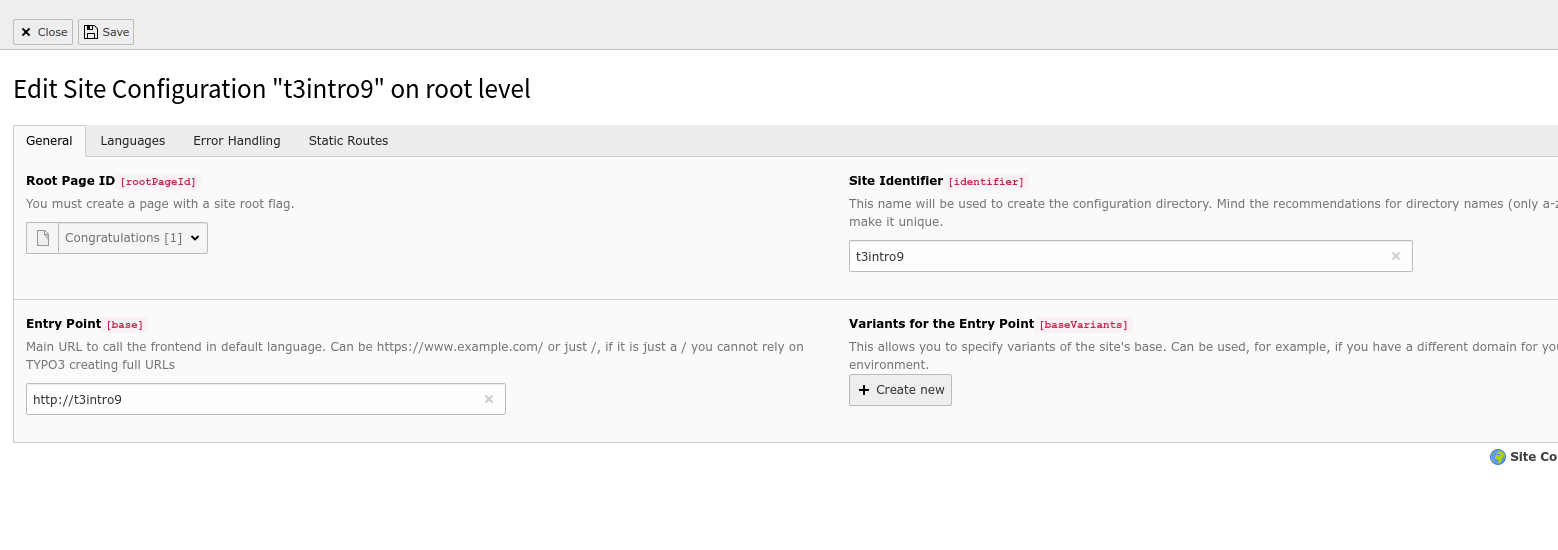 Close Save
Edit Site Configuration "t3intro9" on root level
General Languages Error Handling Static Routes
Root Page ID [rootPageId]
You must create a page with a site root flag.
Congratulations [1]
Site Identifier [identifier]
This name will be used to create the configuration directory. Mind the recommendations for directory names (only a-z
make it unique.
t3intro9
Entry Point [base]
Main URL to call the frontend in default language. Can be https://www.example.com/ or just /, if it is just a / you cannot rely on
TYPO3 creating full URLs
http://t3intro9
Variants for the Entry Point [baseVariants]
This allows you to specify variants of the site's base. Can be used, for example, if you have a different domain for you
environment.
Create new
Site Co